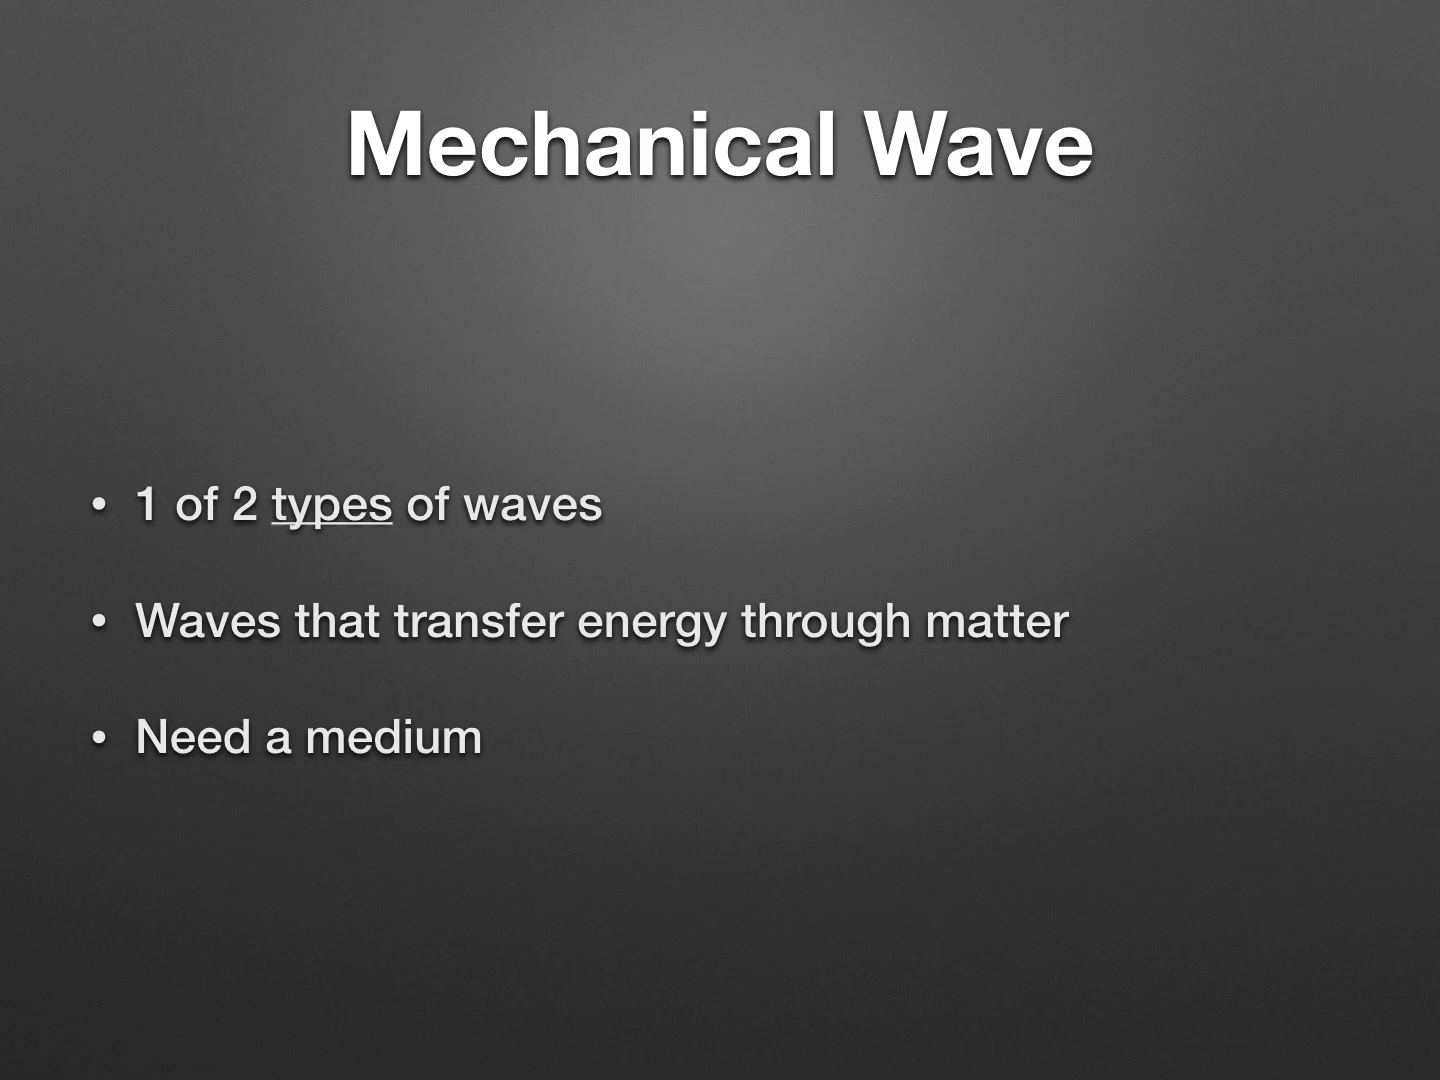 Mechanical Wave
• 1 of 2 types of waves
• Waves that transfer energy through matter
• Need a medium